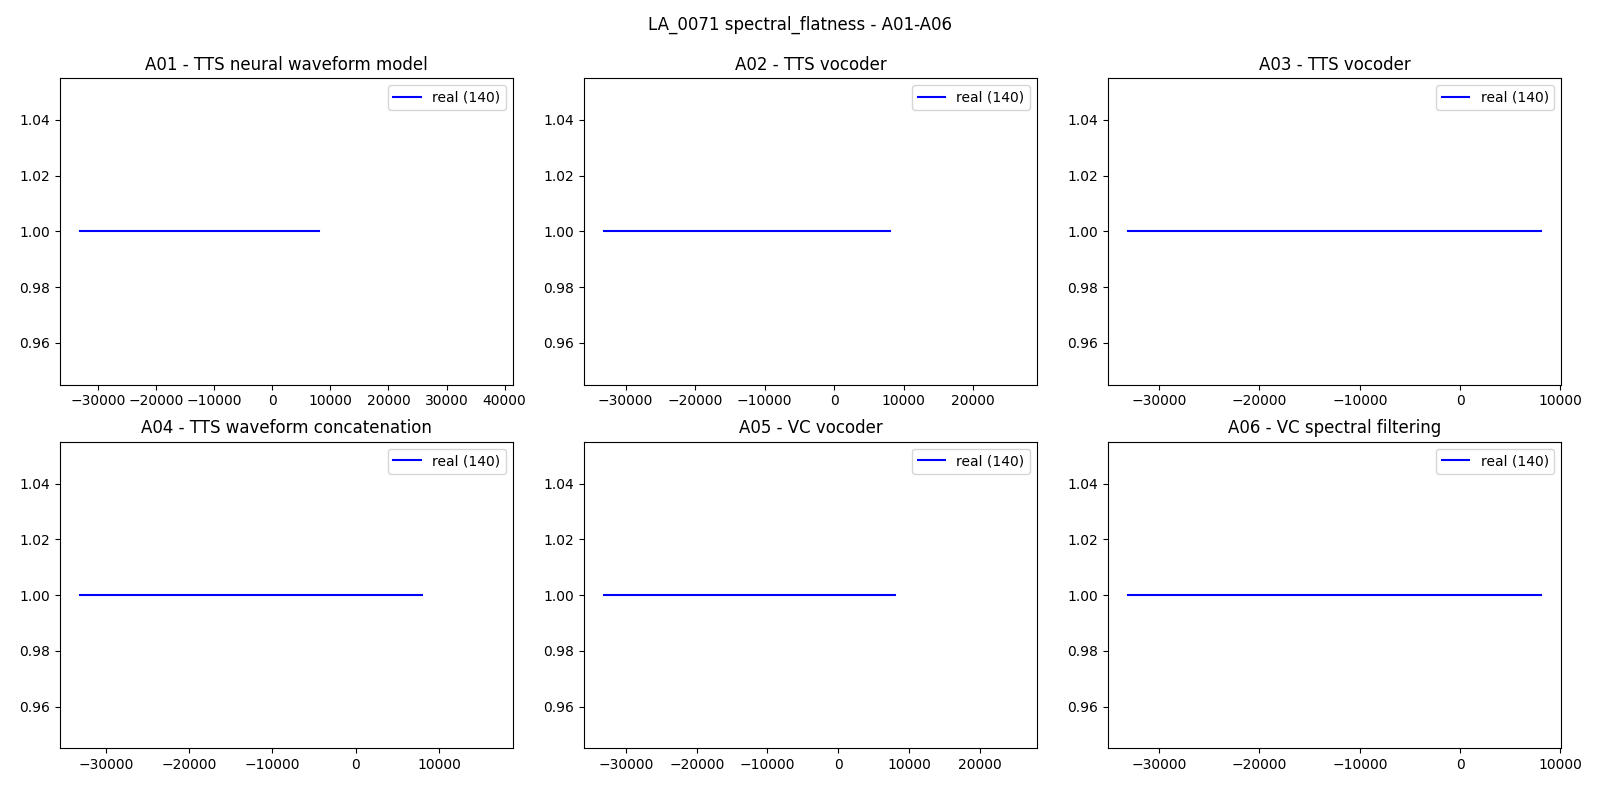 LA_0071 spectral_flatness - A01-A06
A01 - TTS neural waveform model
real (140)
1.04
1.02
1.00
0.98
0.96
−30000 −20000 −10000 0 10000 20000 30000 40000
A02 - TTS vocoder
real (140)
1.04
1.02
1.00
0.98
0.96
−30000 −20000 −10000 0 10000 20000
A03 - TTS vocoder
real (140)
1.04
1.02
1.00
0.98
0.96
−30000 −20000 −10000 0 10000
A04 - TTS waveform concatenation
real (140)
1.04
1.02
1.00
0.98
0.96
−30000 −20000 −10000 0 10000
A05 - VC vocoder
real (140)
1.04
1.02
1.00
0.98
0.96
−30000 −20000 −10000 0 10000 20000
A06 - VC spectral filtering
real (140)
1.04
1.02
1.00
0.98
0.96
−30000 −20000 −10000 0 10000